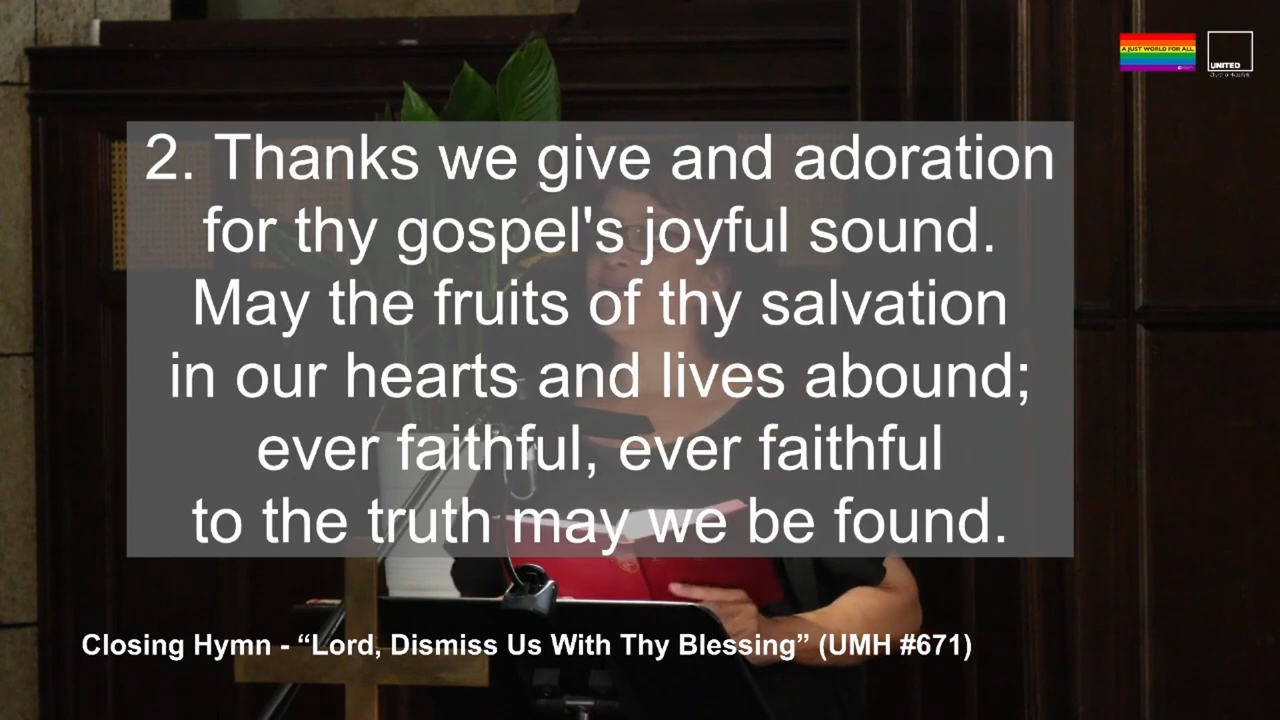 A JUST WORLD FOR ALL
UNITED
2. Thanks we give and adoration
for thy gospel's joyful sound.
May the fruits of thy salvation
in our hearts and lives abound;
ever faithful, ever faithful
to the truth may we be found.
Closing Hymn - “Lord, Dismiss Us With Thy Blessing” (UMH #671)